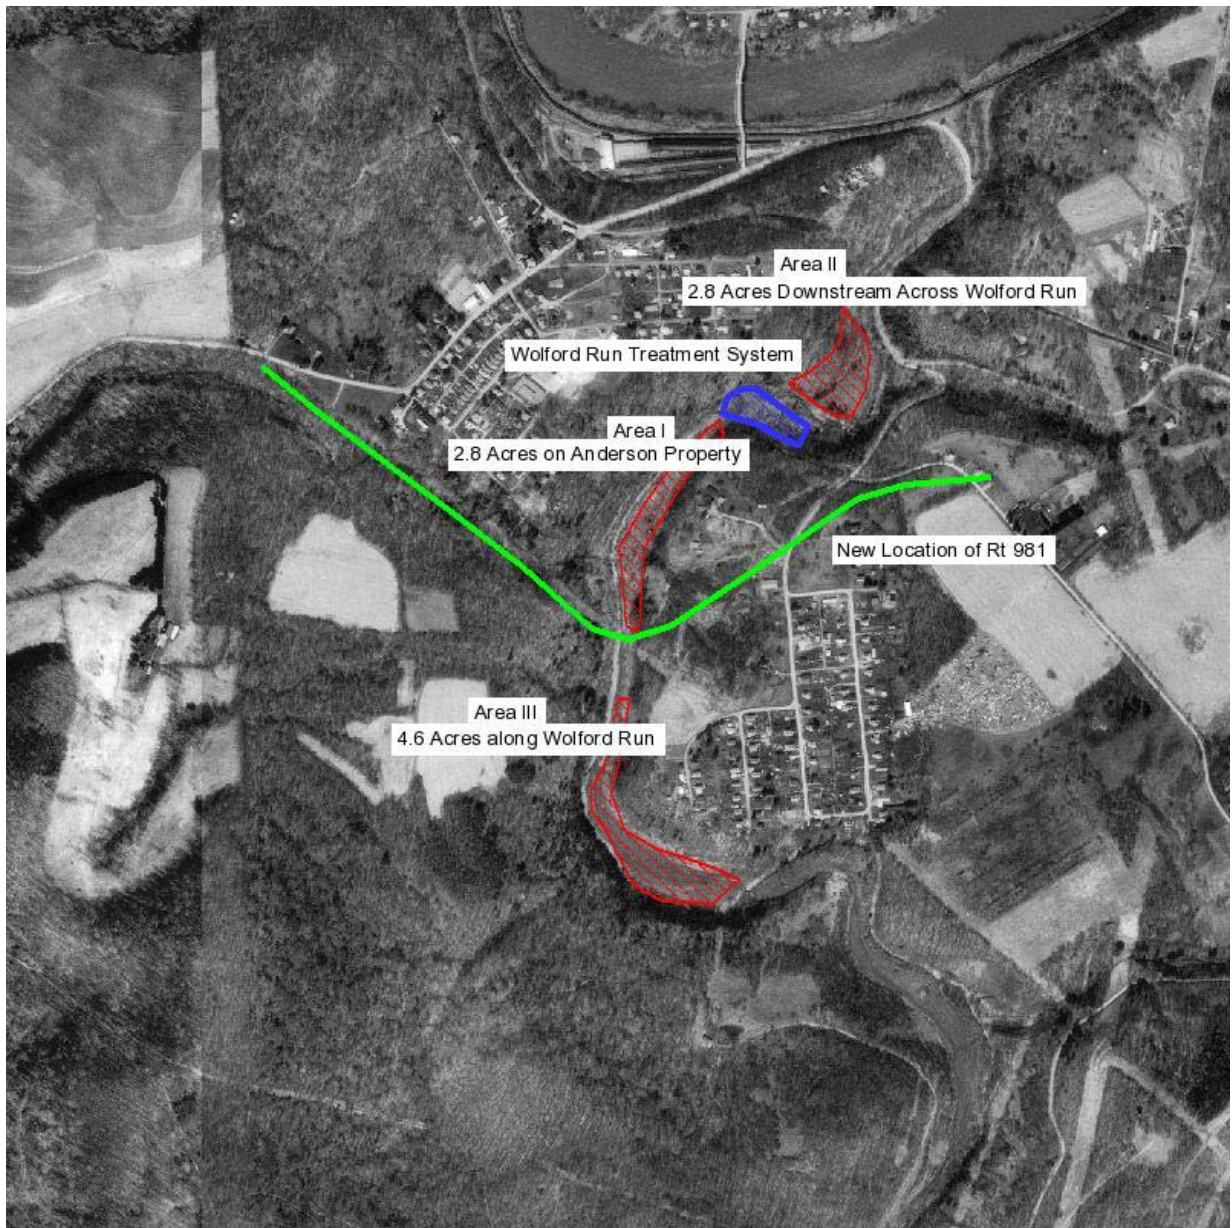 Area II
2.8 Acres Downstream Across Wolford Run
Wolford Run Treatment System
Area I
2.8 Acres on Anderson Property
New Location of Rt 981
Area III
4.6 Acres along Wolford Run